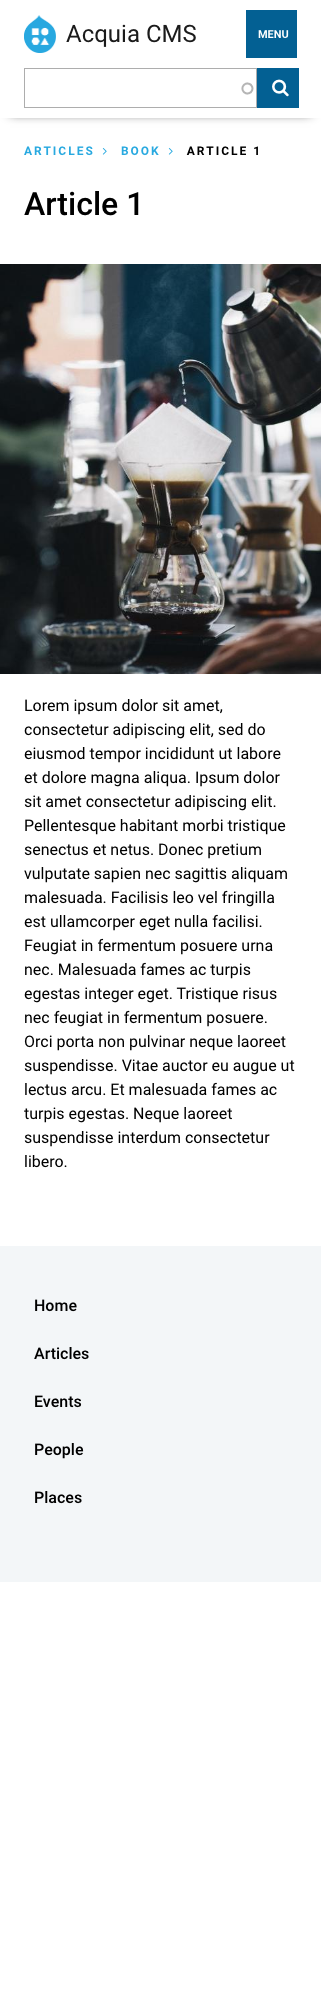 Acquia CMS
MENU
ARTICLES > BOOK > ARTICLE 1
Article 1
Lorem ipsum dolor sit amet,
consectetur adipiscing elit, sed do
eiusmod tempor incididunt ut labore
et dolore magna aliqua. Ipsum dolor
sit amet consectetur adipiscing elit.
Pellentesque habitant morbi tristique
senectus et netus. Donec pretium
vulputate sapien nec sagittis aliquam
malesuada. Facilisis leo vel fringilla
est ullamcorper eget nulla facilisi.
Feugiat in fermentum posuere urna
nec. Malesuada fames ac turpis
egestas integer eget. Tristique risus
nec feugiat in fermentum posuere.
Orci porta non pulvinar neque laoreet
suspendisse. Vitae auctor eu augue ut
lectus arcu. Et malesuada fames ac
turpis egestas. Neque laoreet
suspendisse interdum consectetur
libero.
Home
Articles
Events
People
Places